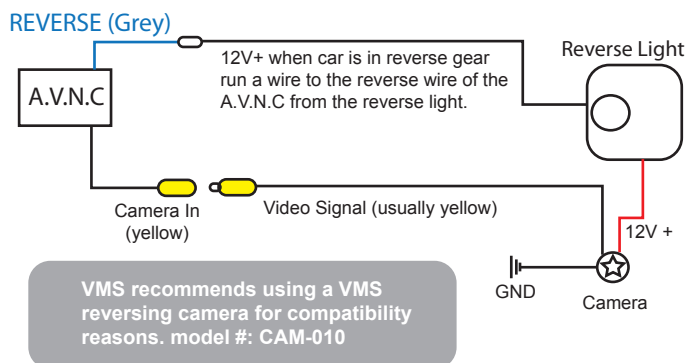 REVERSE (Grey)
12V+ when car is in reverse gear
run a wire to the reverse wire of the
A.V.N.C from the reverse light.
Reverse Light
A.V.N.C
Camera In
(yellow)
Video Signal (usually yellow)
12V +
GND
Camera
VMS recommends using a VMS
reversing camera for compatibility
reasons. model #: CAM-010